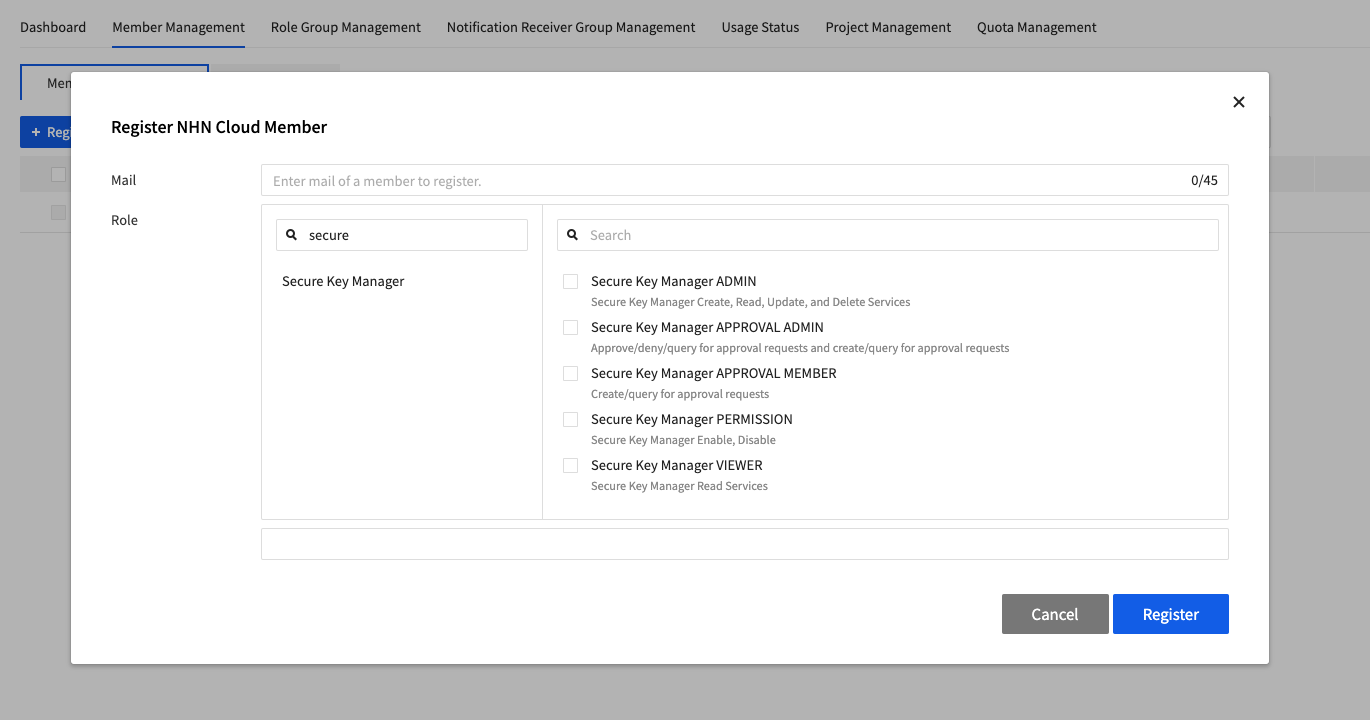 Dashboard Member Management Role Group Management Notification Receiver Group Management Usage Status Project Management Quota Management
Register NHN Cloud Member
Mail
Enter mail of a member to register.
0/45
Role
secure
Search
Secure Key Manager
Secure Key Manager ADMIN
Secure Key Manager Create, Read, Update, and Delete Services
Secure Key Manager APPROVAL ADMIN
Approve/deny/query for approval requests and create/query for approval requests
Secure Key Manager APPROVAL MEMBER
Create/query for approval requests
Secure Key Manager PERMISSION
Secure Key Manager Enable, Disable
Secure Key Manager VIEWER
Secure Key Manager Read Services
Cancel
Register